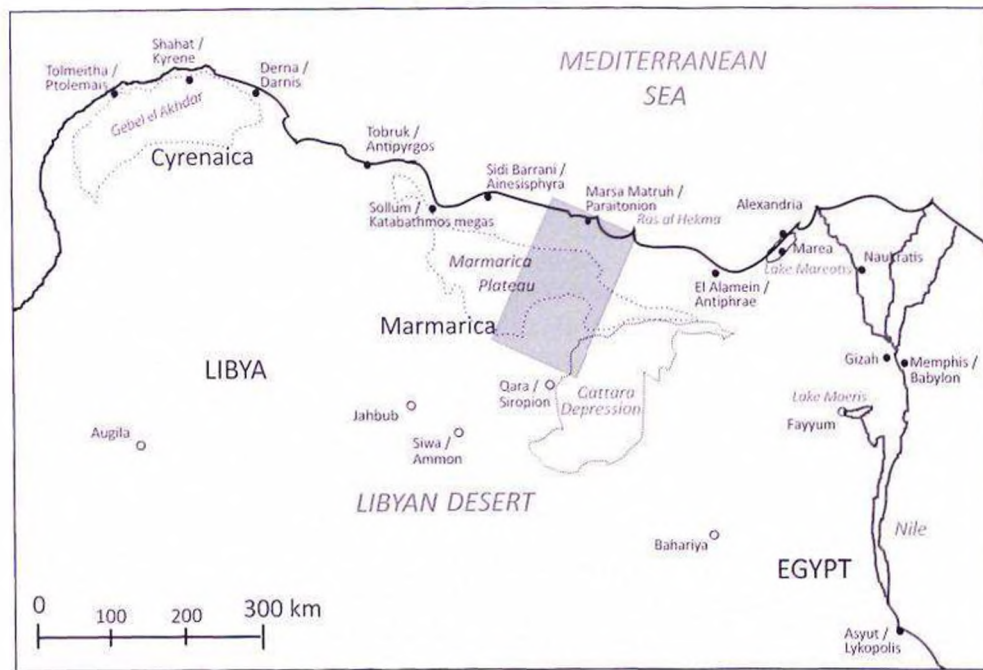 MEDITERRANEAN
SEA
Shahat /
Kyrene
Tolmeitha /
Ptolemais
Derna /
Darnis
Gebel el Akhdar
Cyrenaica
Tobruk /
Antipyrgos
Sidi Barrani /
Ainesisphyra
Marsa Matruh /
Paraitonion
Ras al Hekma
Alexandria
Sollum /
Katabathmos megas
Marea
Lake Mareotis
Naukratis
Marmarica
Plateau
El Alamein /
Antiphrae
Marmarica
LIBYA
Gizah
Memphis /
Babylon
Qara /
Siropion
Qattara
Depression
Lake Moeris
Fayyum
Jahbub
Augila
Siwa /
Ammon
LIBYAN DESERT
Nile
Bahariya
EGYPT
0
100
200
300 km
Asyut /
Lykopolis